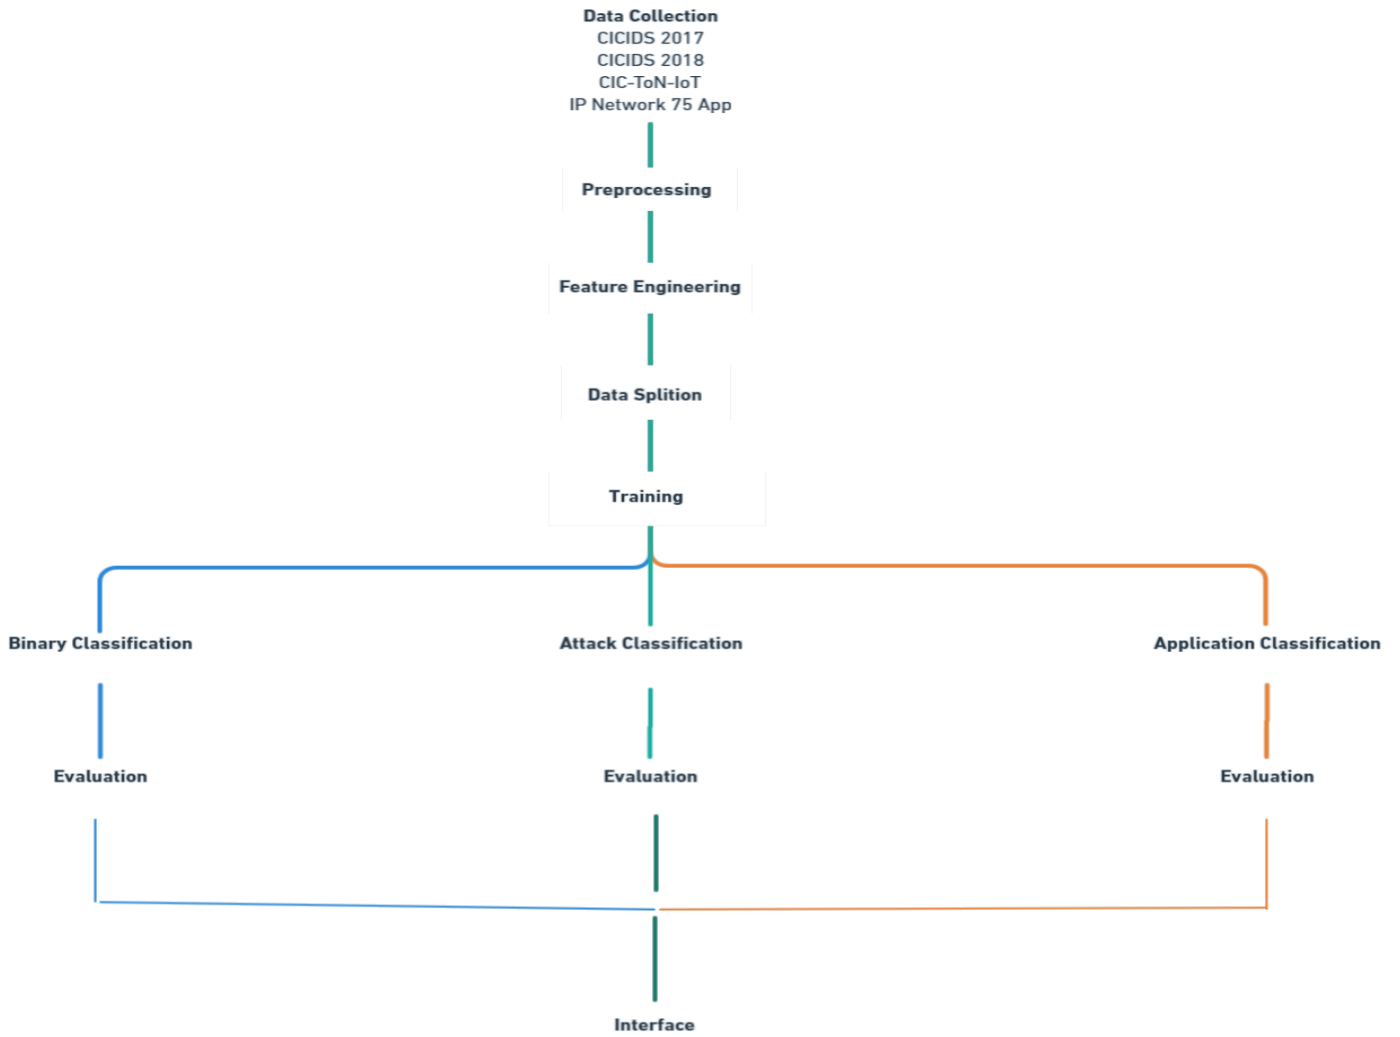 Data Collection
CICIDS 2017
CICIDS 2018
CIC-ToN-IoT
IP Network 75 App
Preprocessing
Feature Engineering
Data Splition
Training
Binary Classification
Attack Classification
Application Classification
Evaluation
Evaluation
Evaluation
Interface